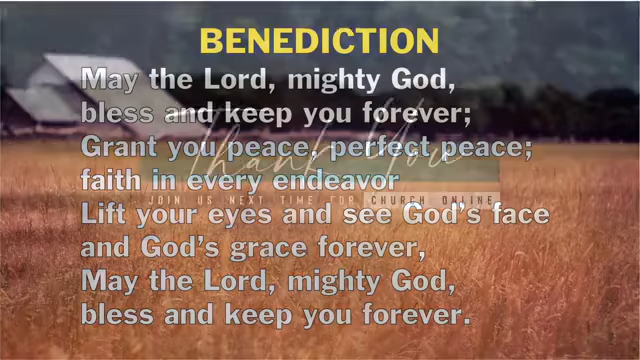 BENEDICTION
May the Lord, mighty God,
bless and keep you forever;
Grant you peace, perfect peace;
Thank You
faith in every endeavor
JOIN US NEXT TIME FOR CHURCH ONLINE
Lift your eyes and see God's face
and God's grace forever,
May the Lord, mighty God,
bless and keep you forever.